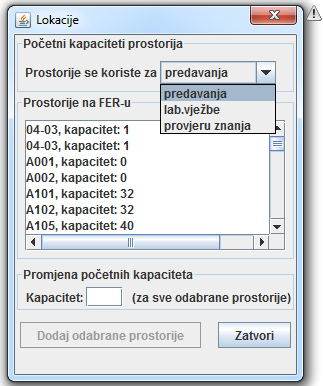 Lokacije
Početni kapaciteti prostorija
Prostorije se koriste za predavanja
predavanja
lab.vježbe
provjeru znanja
Prostorije na FER-u
04-03, kapacitet: 1
04-03, kapacitet: 1
A001, kapacitet: 0
A002, kapacitet: 0
A101, kapacitet: 32
A102, kapacitet: 32
A105, kapacitet: 40
Promjena početnih kapaciteta
Kapacitet: (za sve odabrane prostorije)
Dodaj odabrane prostorije Zatvori